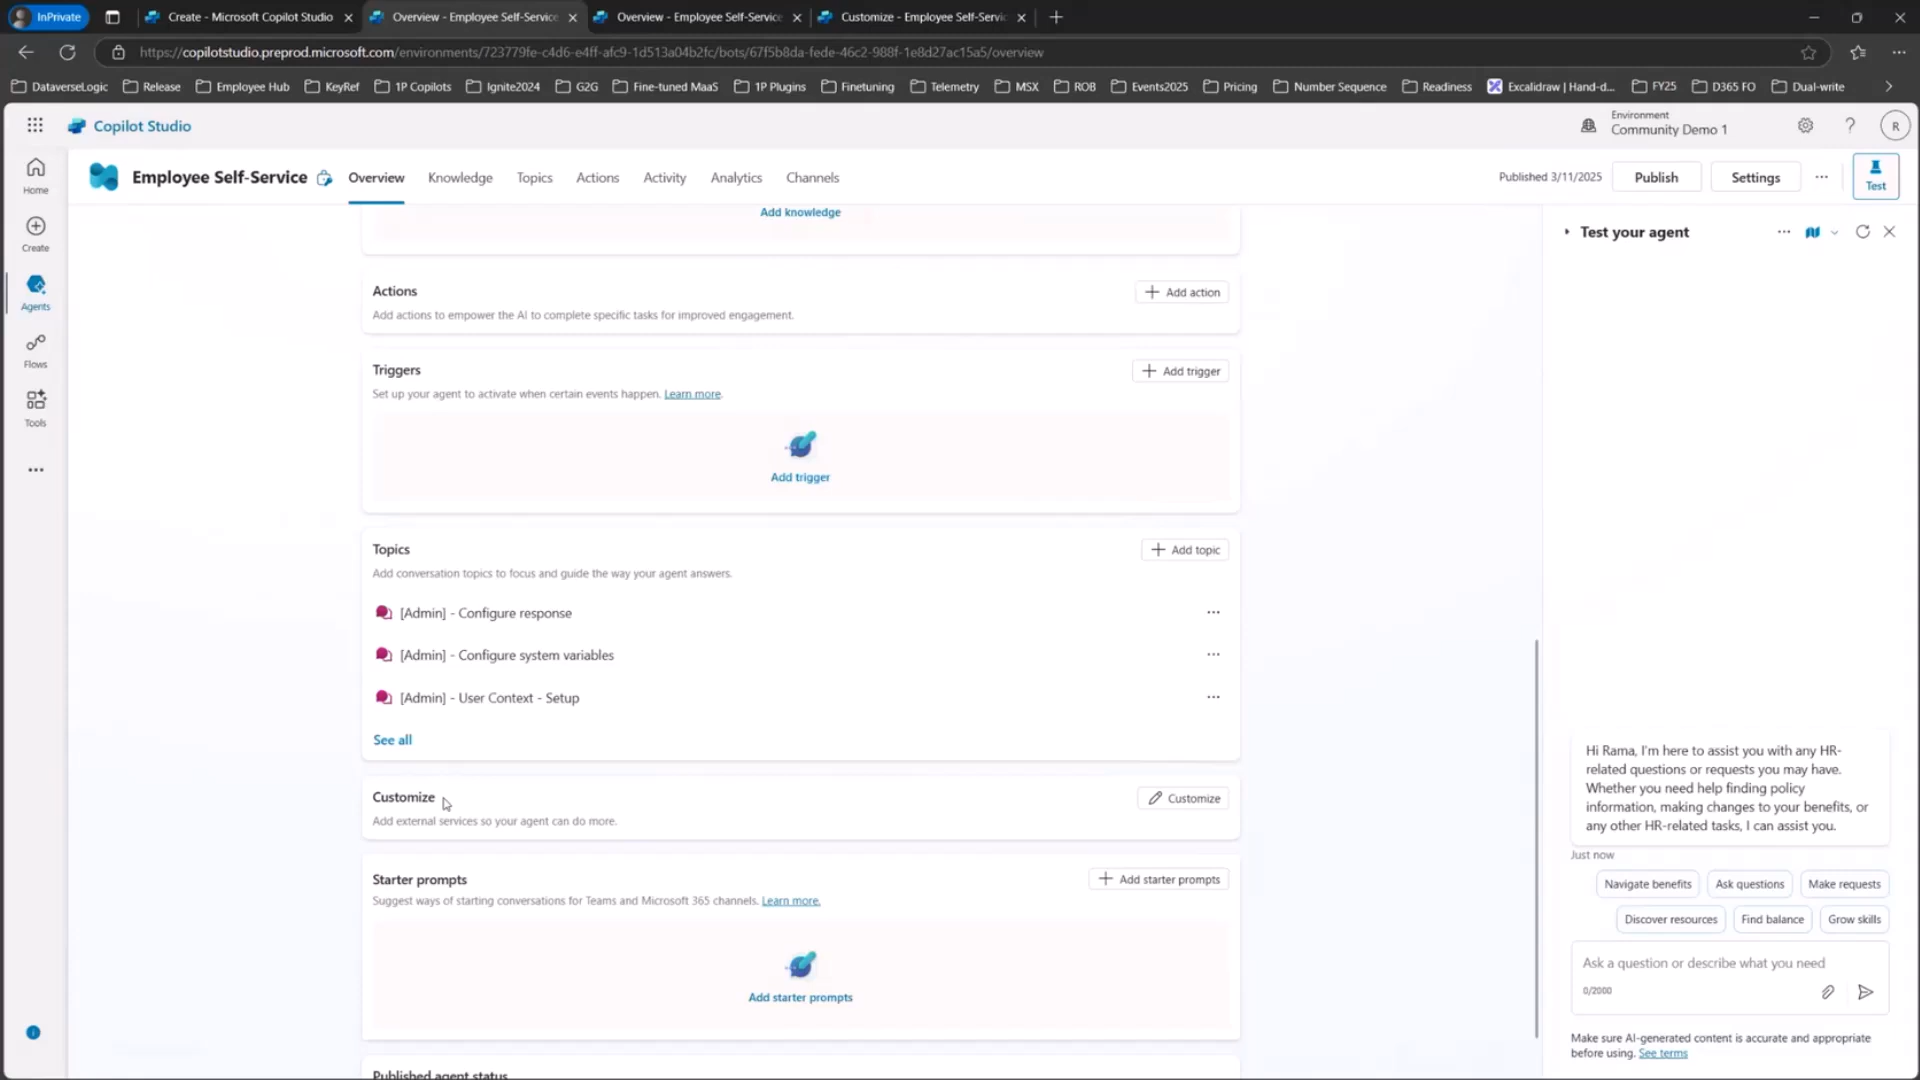 InPrivate
Create - Microsoft Copilot Studio
Overview - Employee Self-Service
Overview - Employee Self-Service
Customize - Employee Self-Servic
https://copilotstudio.preprod.microsoft.com/environments/723779fe-c4d6-e4ff-afc9-1d513a04b2fc/bots/67f5b8da-fede-46c2-988f-1e8d27ac15a5/overview
DataverseLogic Release Employee Hub KeyRef 1P Copilots Ignite2024 G2G Fine-tuned MaaS 1P Plugins Finetuning Telemetry MSX ROB Events2025 Pricing Number Sequence Readiness Excalidraw | Hand-d... FY25 D365 FO Dual-write
Copilot Studio
Environment
Community Demo 1
R
Home
Create
Agents
Flows
Tools
Employee Self-Service
Overview Knowledge Topics Actions Activity Analytics Channels
Published 3/11/2025
Publish
Settings
Test
Add knowledge
Actions
Add action
Add actions to empower the AI to complete specific tasks for improved engagement.
Triggers
Add trigger
Set up your agent to activate when certain events happen. Learn more.
Add trigger
Topics
Add topic
Add conversation topics to focus and guide the way your agent answers.
[Admin] - Configure response
[Admin] - Configure system variables
[Admin] - User Context - Setup
See all
Customize
Customize
Add external services so your agent can do more.
Starter prompts
Add starter prompts
Suggest ways of starting conversations for Teams and Microsoft 365 channels. Learn more.
Add starter prompts
Published agent status
Test your agent
Hi Rama, I'm here to assist you with any HR-
related questions or requests you may have.
Whether you need help finding policy
information, making changes to your benefits, or
any other HR-related tasks, I can assist you.
Just now
Navigate benefits
Ask questions
Make requests
Discover resources
Find balance
Grow skills
Ask a question or describe what you need
0/2000
Make sure AI-generated content is accurate and appropriate
before using. See terms